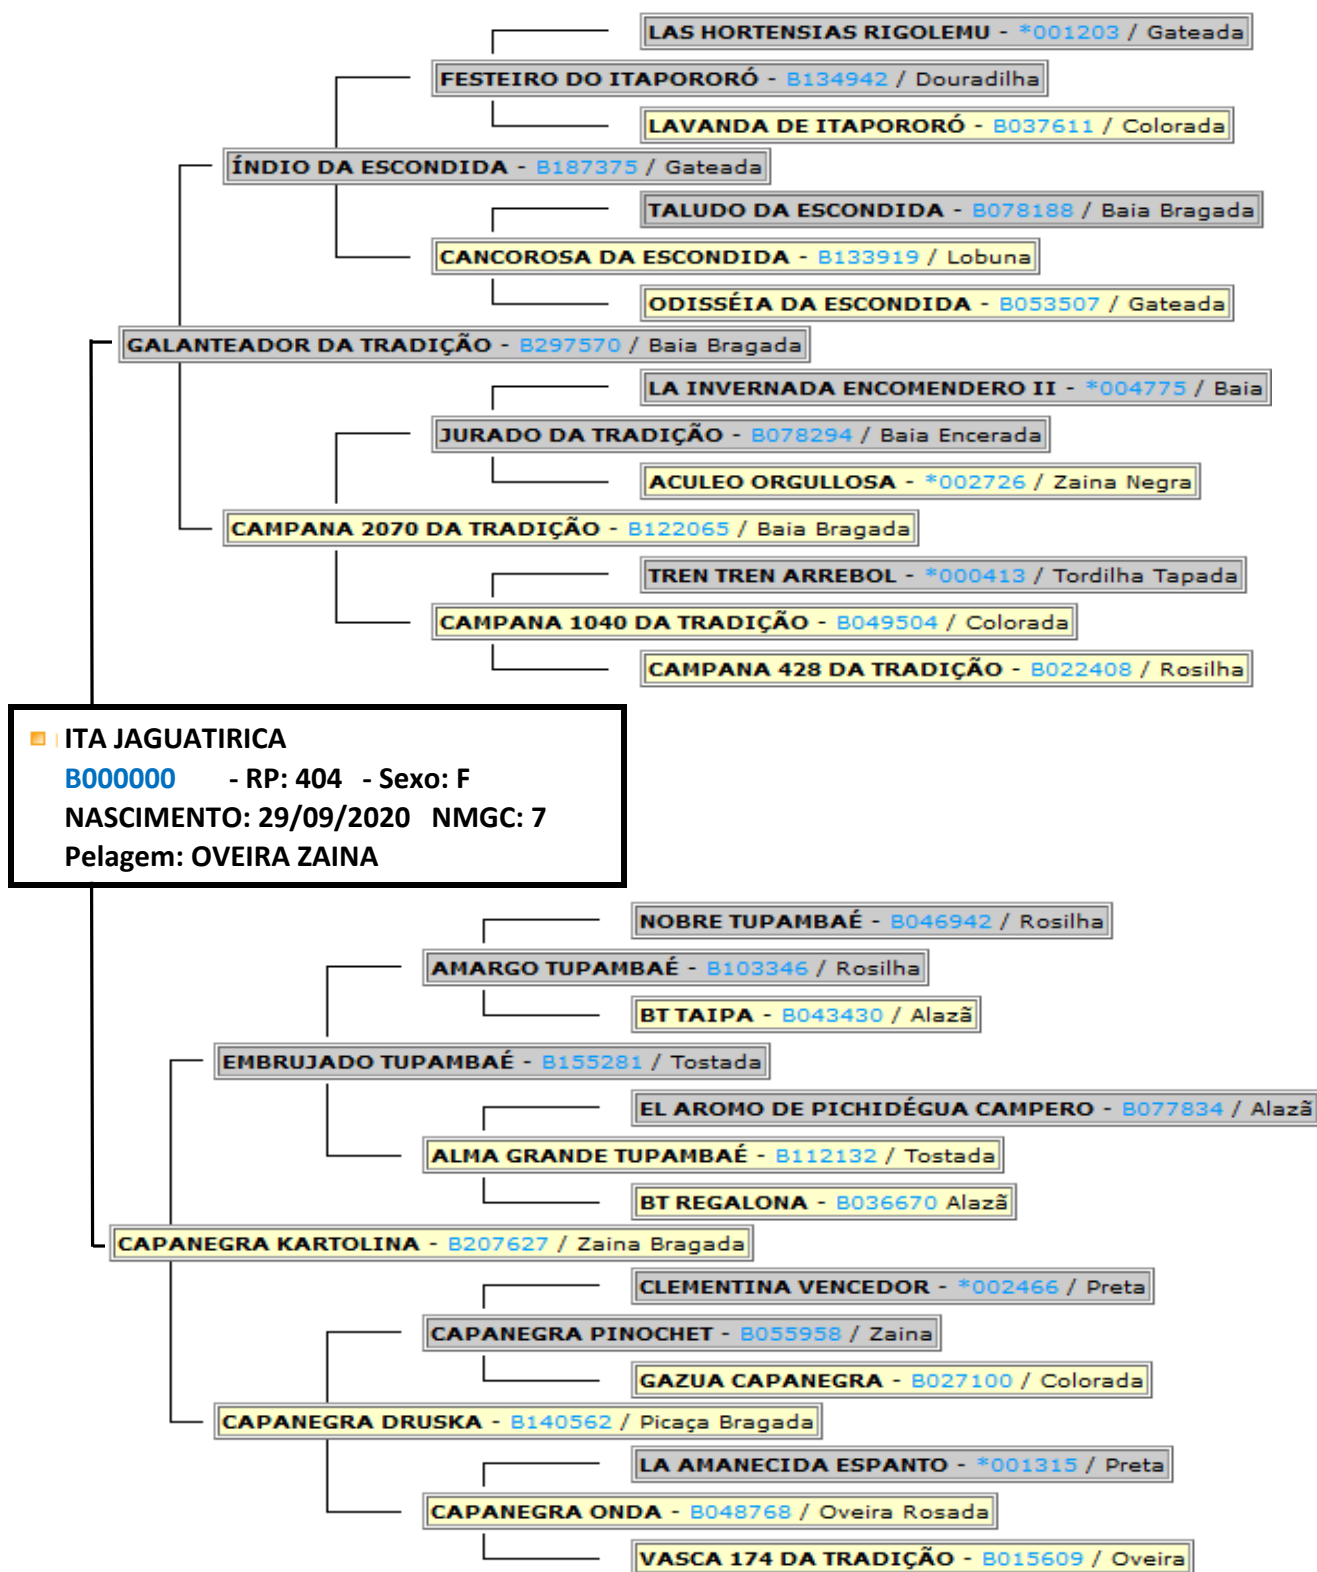 LAS HORTENSIAS RIGOLEMU - *001203 / Gateada
FESTEIRO DO ITAPORORÓ - B134942 / Douradilha
LAVANDA DE ITAPORORÓ - B037611 / Colorada
ÍNDIO DA ESCONDIDA - B187375 / Gateada
TALUDO DA ESCONDIDA - B078188 / Baia Bragada
CANCOROSA DA ESCONDIDA - B133919 / Lobuna
ODISSÉIA DA ESCONDIDA - B053507 / Gateada
GALANTEADOR DA TRADIÇÃO - B297570 / Baia Bragada
LA INVERNADA ENCOMENDERO II - *004775 / Baia
JURADO DA TRADIÇÃO - B078294 / Baia Encerada
ACULEO ORGULLOSA - *002726 / Zaina Negra
CAMPANA 2070 DA TRADIÇÃO - B122065 / Baia Bragada
TREN TREN ARREBOL - *000413 / Tordilha Tapada
CAMPANA 1040 DA TRADIÇÃO - B049504 / Colorada
CAMPANA 428 DA TRADIÇÃO - B022408 / Rosilha
ITA JAGUATIRICA
B000000 - RP: 404 - Sexo: F
NASCIMENTO: 29/09/2020 NMGC: 7
Pelagem: OVEIRA ZAINA
NOBRE TUPAMBAÉ - B046942 / Rosilha
AMARGO TUPAMBAÉ - B103346 / Rosilha
BT TAIPA - B043430 / Alazã
EMBRUJADO TUPAMBAÉ - B155281 / Tostada
EL AROMO DE PICHIDÉGUA CAMPERO - B077834 / Alazã
ALMA GRANDE TUPAMBAÉ - B112132 / Tostada
BT REGALONA - B036670 Alazã
CAPANEGRA KARTOLINA - B207627 / Zaina Bragada
CLEMENTINA VENCEDOR - *002466 / Preta
CAPANEGRA PINOCHET - B055958 / Zaina
GAZUA CAPANEGRA - B027100 / Colorada
CAPANEGRA DRUSKA - B140562 / Picaça Bragada
LA AMANECIDA ESPANTO - *001315 / Preta
CAPANEGRA ONDA - B048768 / Oveira Rosada
VASCA 174 DA TRADIÇÃO - B015609 / Oveira